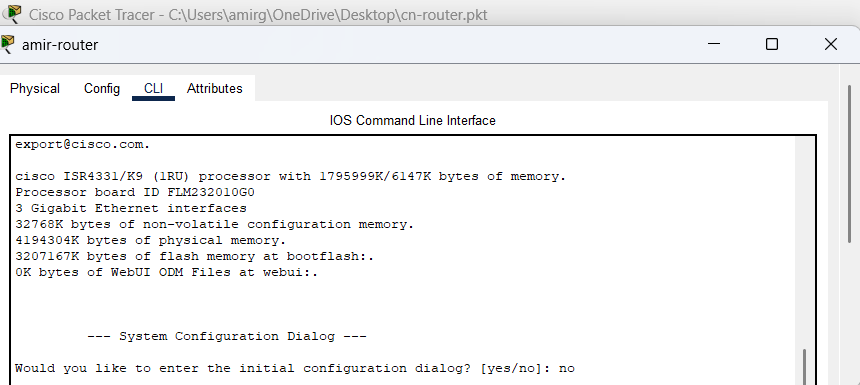 Cisco Packet Tracer - C:\Users\amirg\OneDrive\Desktop\cn-router.pkt
amir-router
Physical Config CLI Attributes
IOS Command Line Interface
export@cisco.com.
cisco ISR4331/K9 (1RU) processor with 1795999K/6147K bytes of memory.
Processor board ID FLM232010G0
3 Gigabit Ethernet interfaces
32768K bytes of non-volatile configuration memory.
4194304K bytes of physical memory.
3207167K bytes of flash memory at bootflash:.
0K bytes of WebUI ODM Files at webui:.
--- System Configuration Dialog ---
Would you like to enter the initial configuration dialog? [yes/no]: no